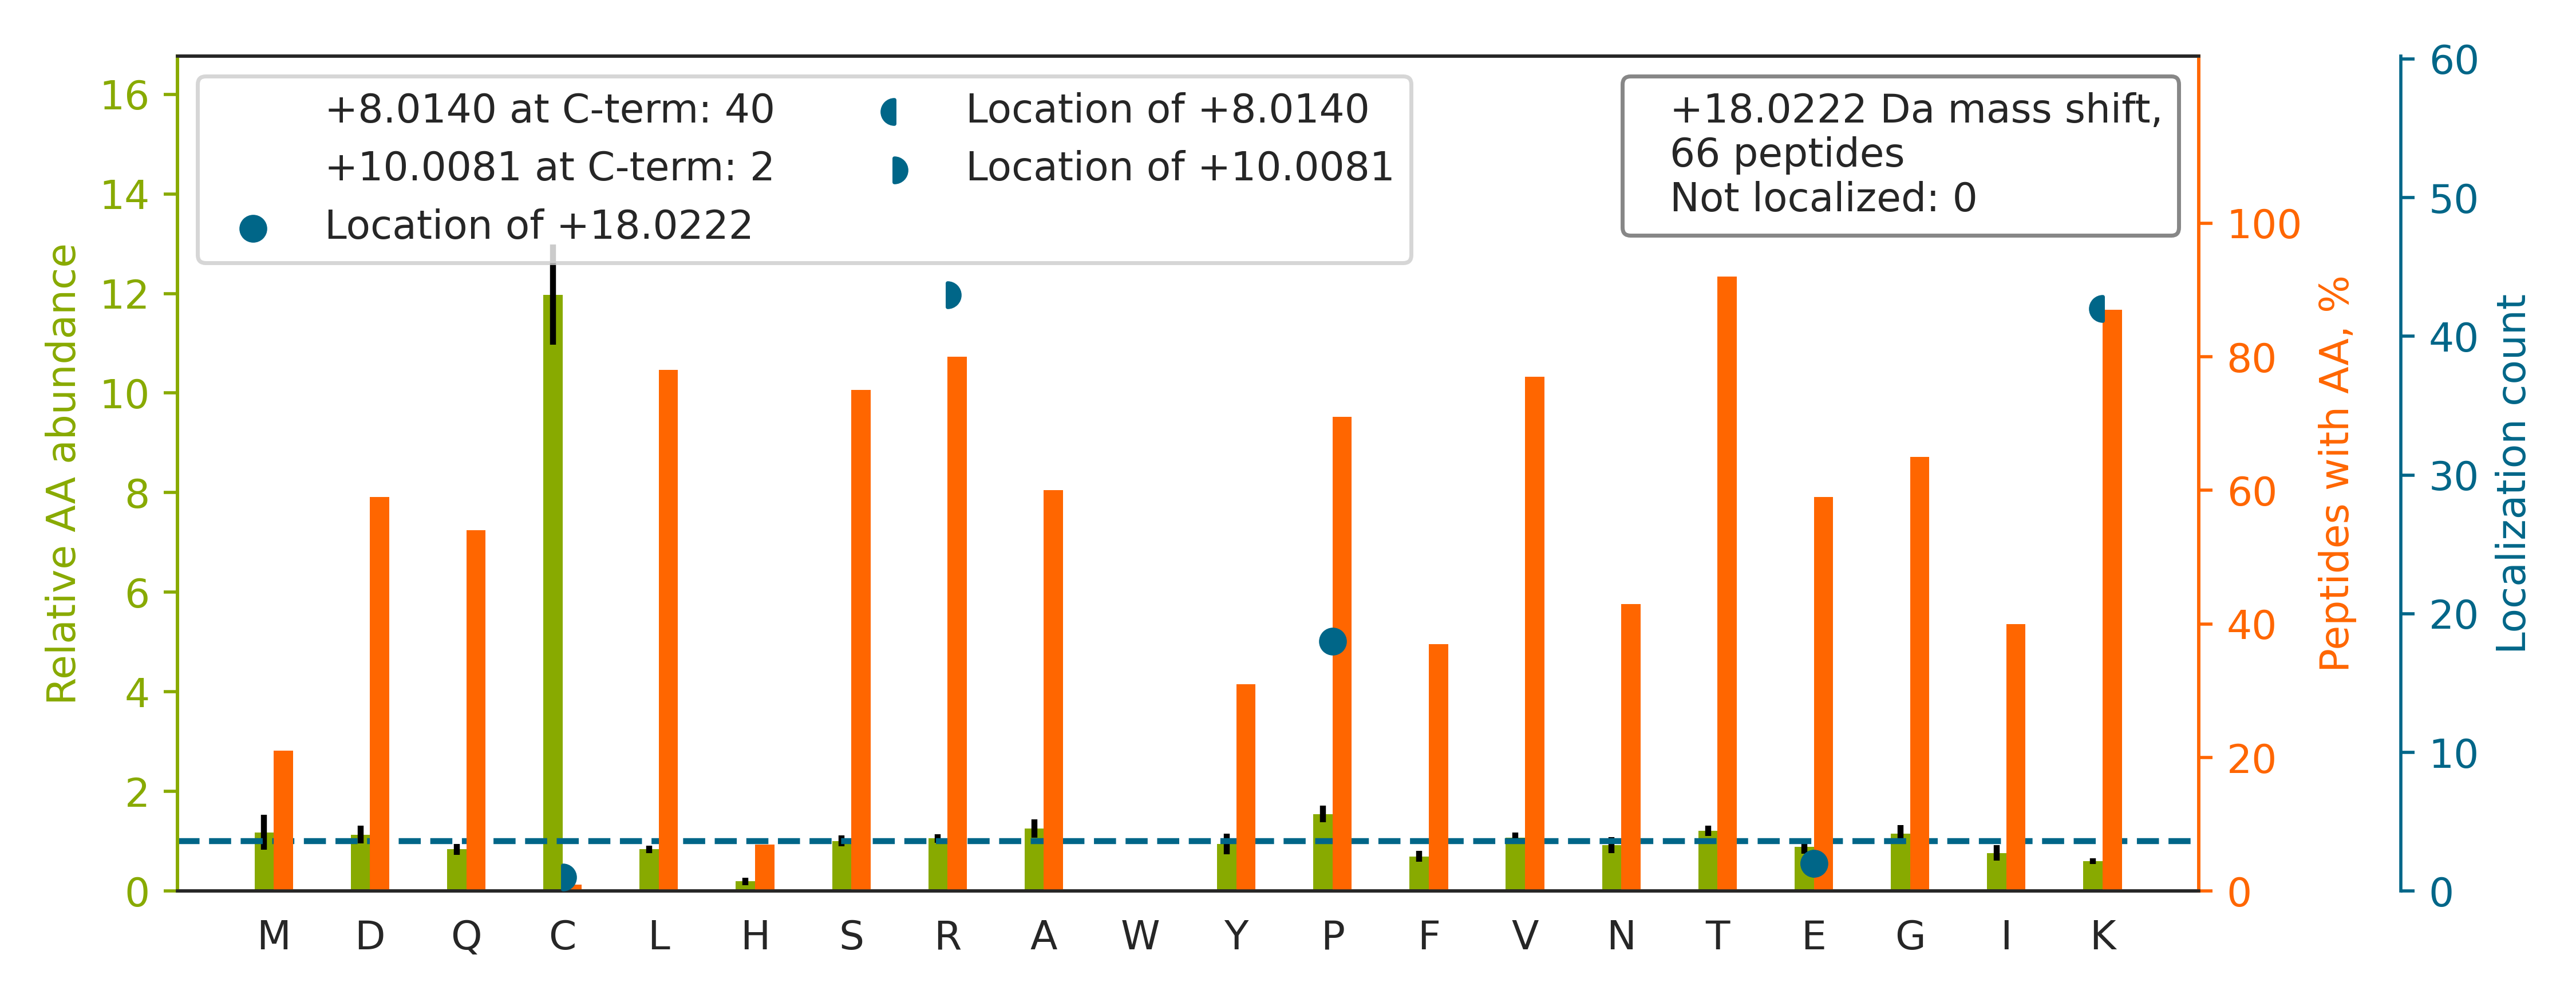 +8.0140 at C-term: 40
+10.0081 at C-term: 2
Location of +18.0222
Location of +8.0140
Location of +10.0081
+18.0222 Da mass shift,
66 peptides
Not localized: 0
Relative AA abundance
16
14
12
10
8
6
4
2
0
M D Q C L H S R A W Y P F V N T E G I K
100
80
60
40
20
0
Peptides with AA, %
60
50
40
30
20
10
0
Localization count